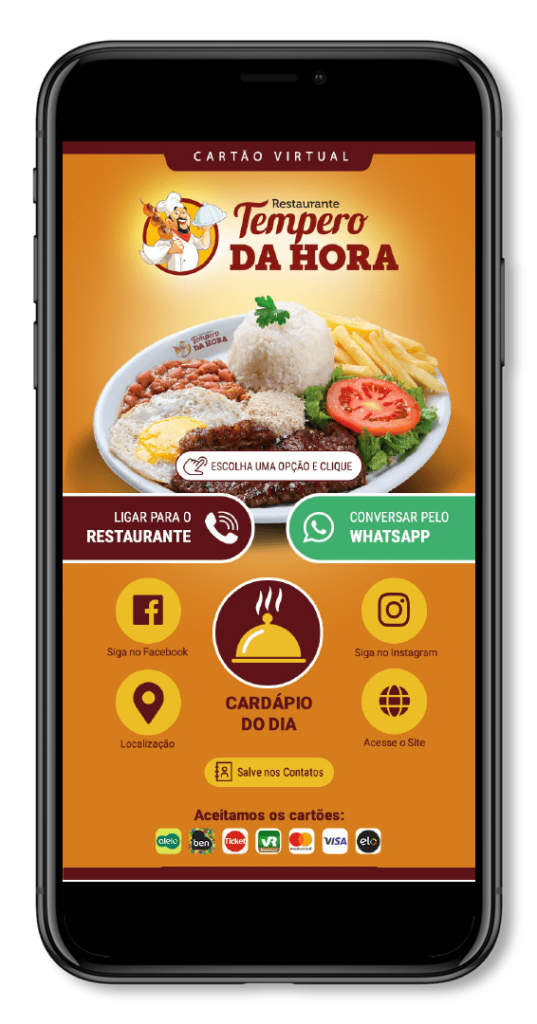 CARTÃO VIRTUAL
Restaurante
Tempero
DA HORA
Tempero
DA HORA
ESCOLHA UMA OPÇÃO E CLIQUE
LIGAR PARA O
RESTAURANTE
CONVERSAR PELO
WHATSAPP
Siga no Facebook
Siga no Instagram
CARDÁPIO
DO DIA
Localização
Acesse o Site
Salve nos Contatos
Aceitamos os cartões:
alelo ben Ticket VR mastercard VISA elo